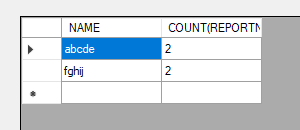 NAME COUNT(REPORTN
abcde 2
fghij 2
*